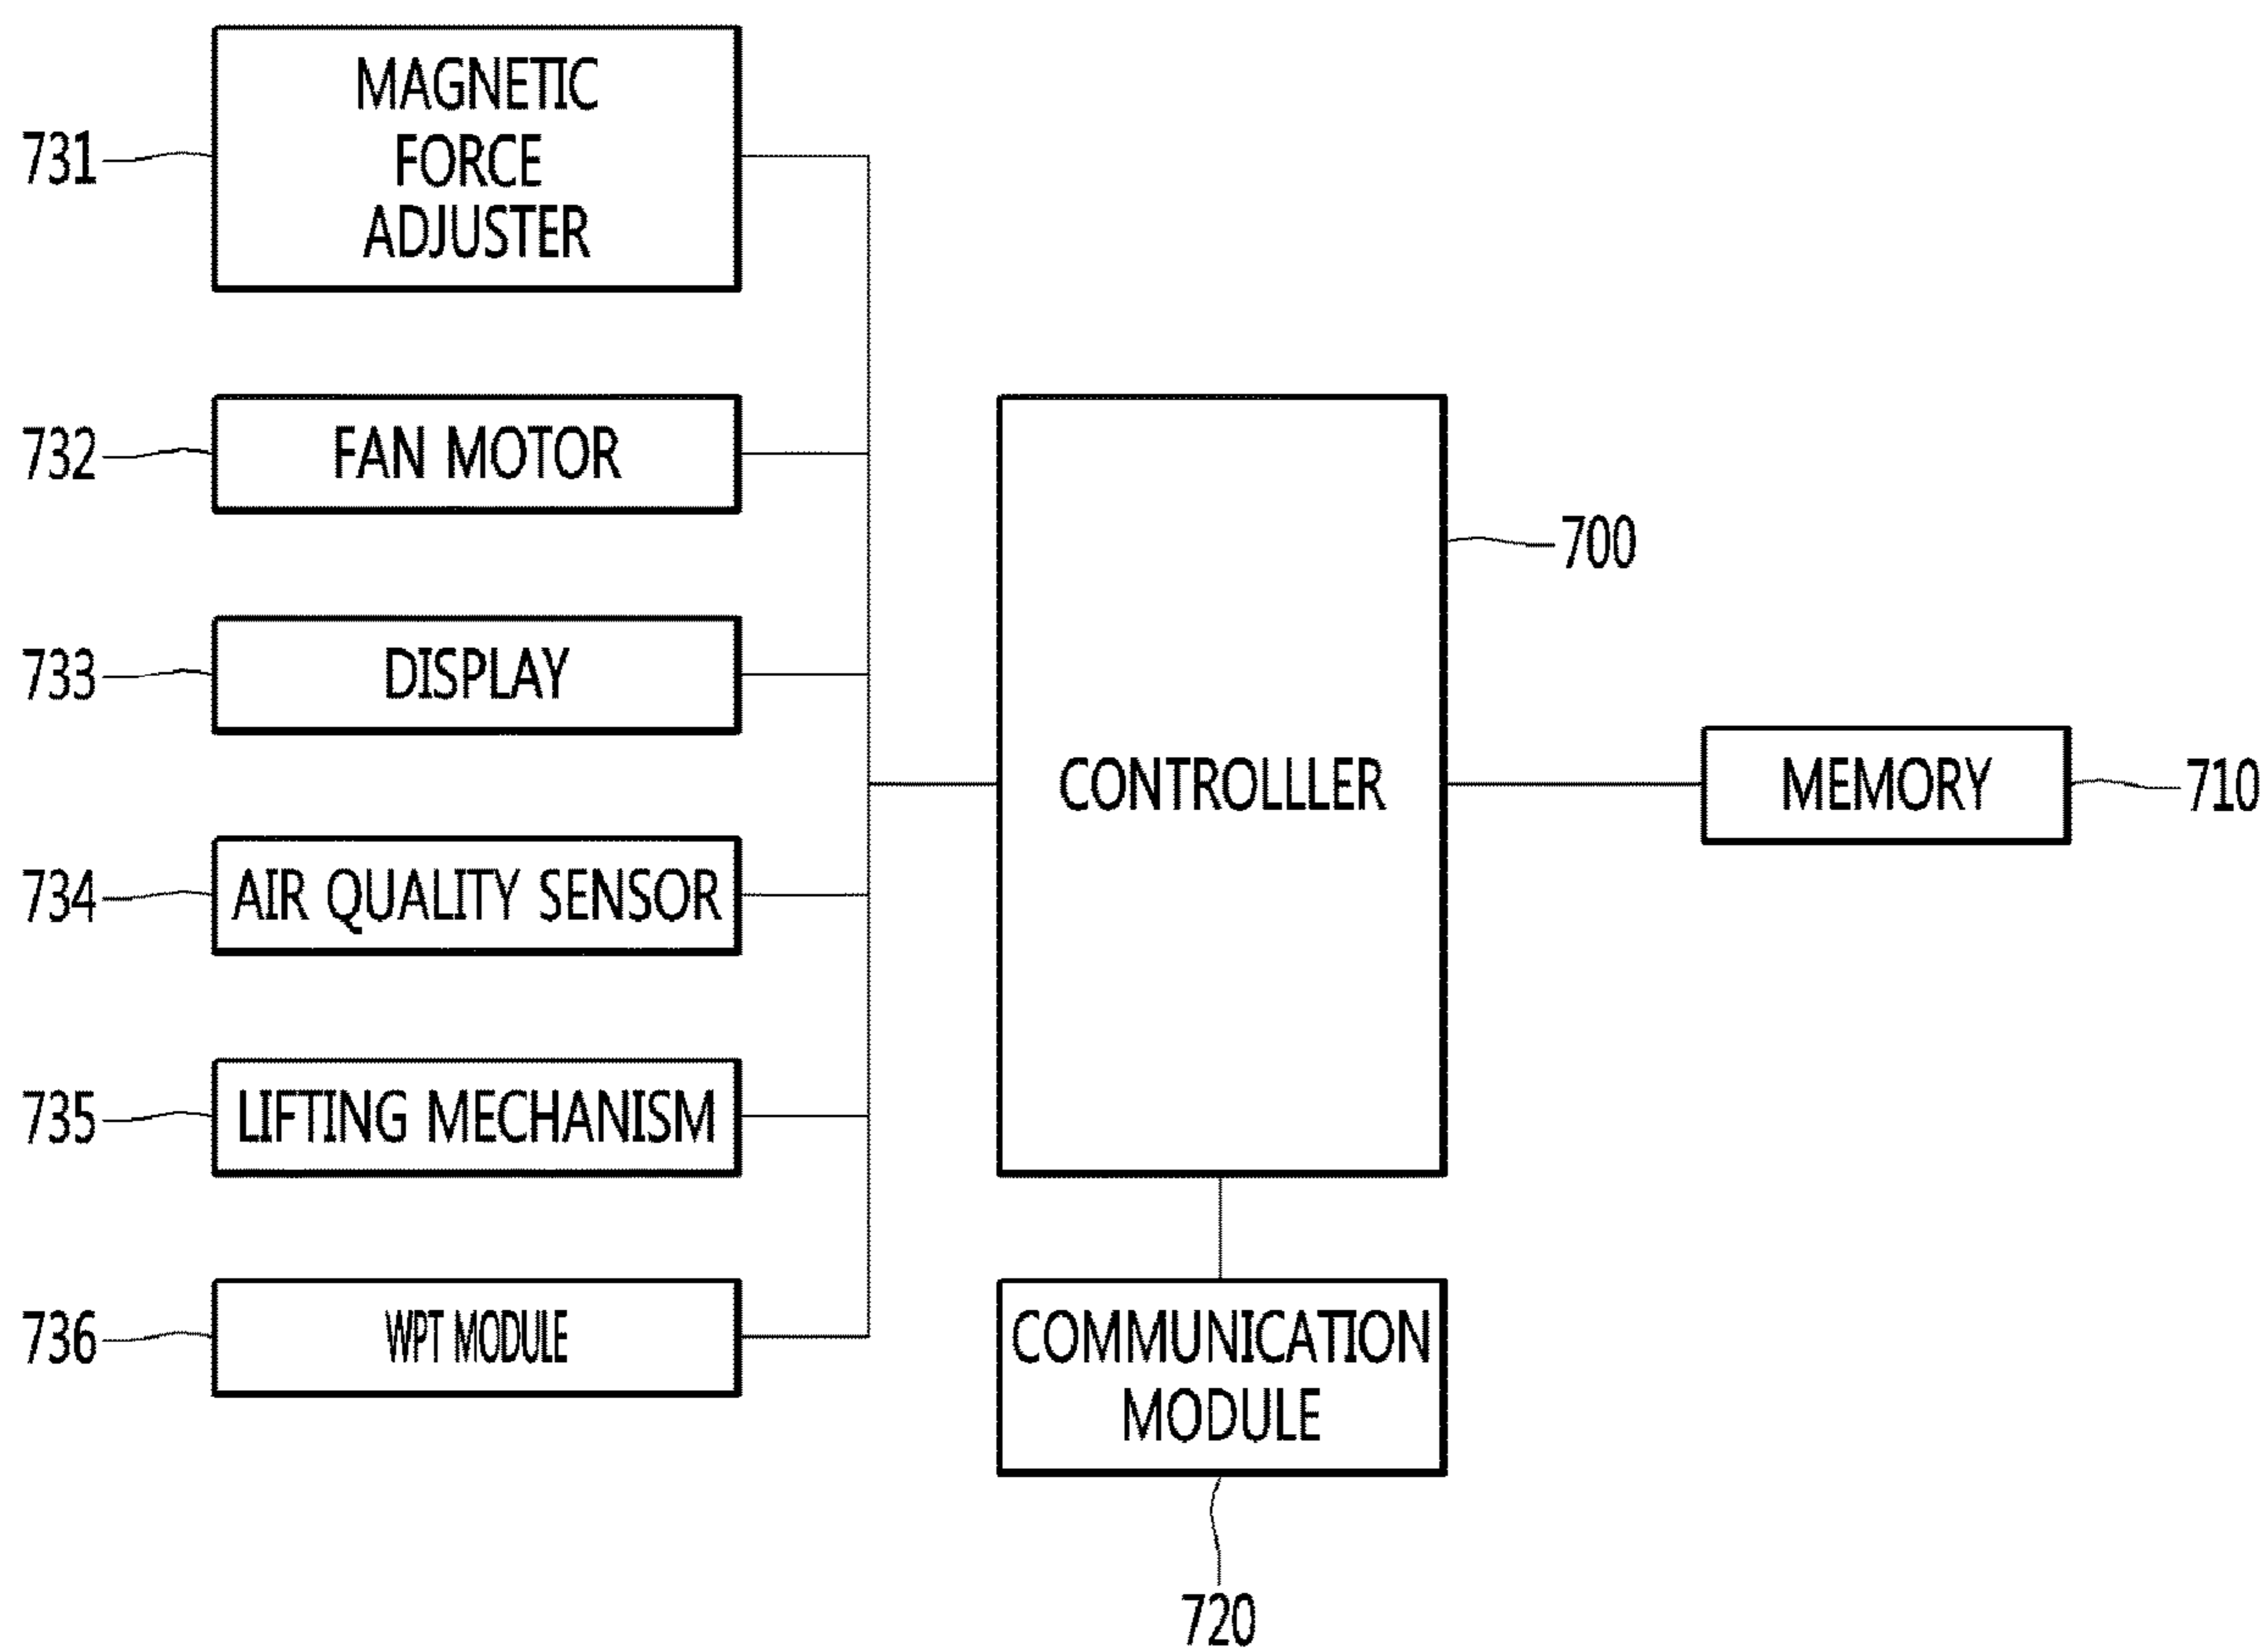 MAGNETIC
FORCE
ADJUSTER
731
FAN MOTOR
732
DISPLAY
733
AIR QUALITY SENSOR
734
LIFTING MECHANISM
735
WPT MODULE
736
CONTROLLLER
700
MEMORY
710
COMMUNICATION
MODULE
720